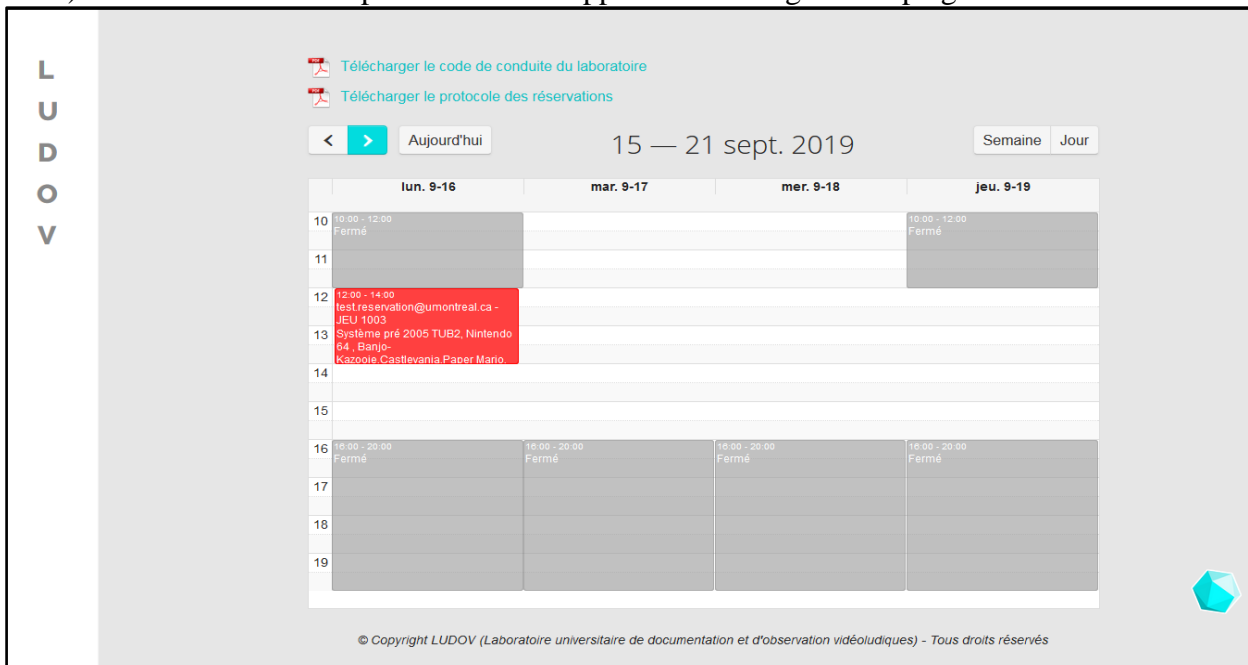 L
U
D
O
V
Télécharger le code de conduite du laboratoire
Télécharger le protocole des réservations
Aujourd'hui
15 — 21 sept. 2019
Semaine Jour
lun. 9-16 mar. 9-17 mer. 9-18 jeu. 9-19
10
10:00 - 12:00
Fermé
10:00 - 12:00
Fermé
11
12
12:00 - 14:00
test.reservation@umontreal.ca -
JEU 1003
13
Système pré 2005 TUB2, Nintendo
64 , Banjo-
Kazooie,Castlevania,Paper Mario,
14
15
16
16:00 - 20:00
Fermé
16:00 - 20:00
Fermé
16:00 - 20:00
Fermé
16:00 - 20:00
Fermé
17
18
19
© Copyright LUDOV (Laboratoire universitaire de documentation et d'observation vidéoludiques) - Tous droits réservés